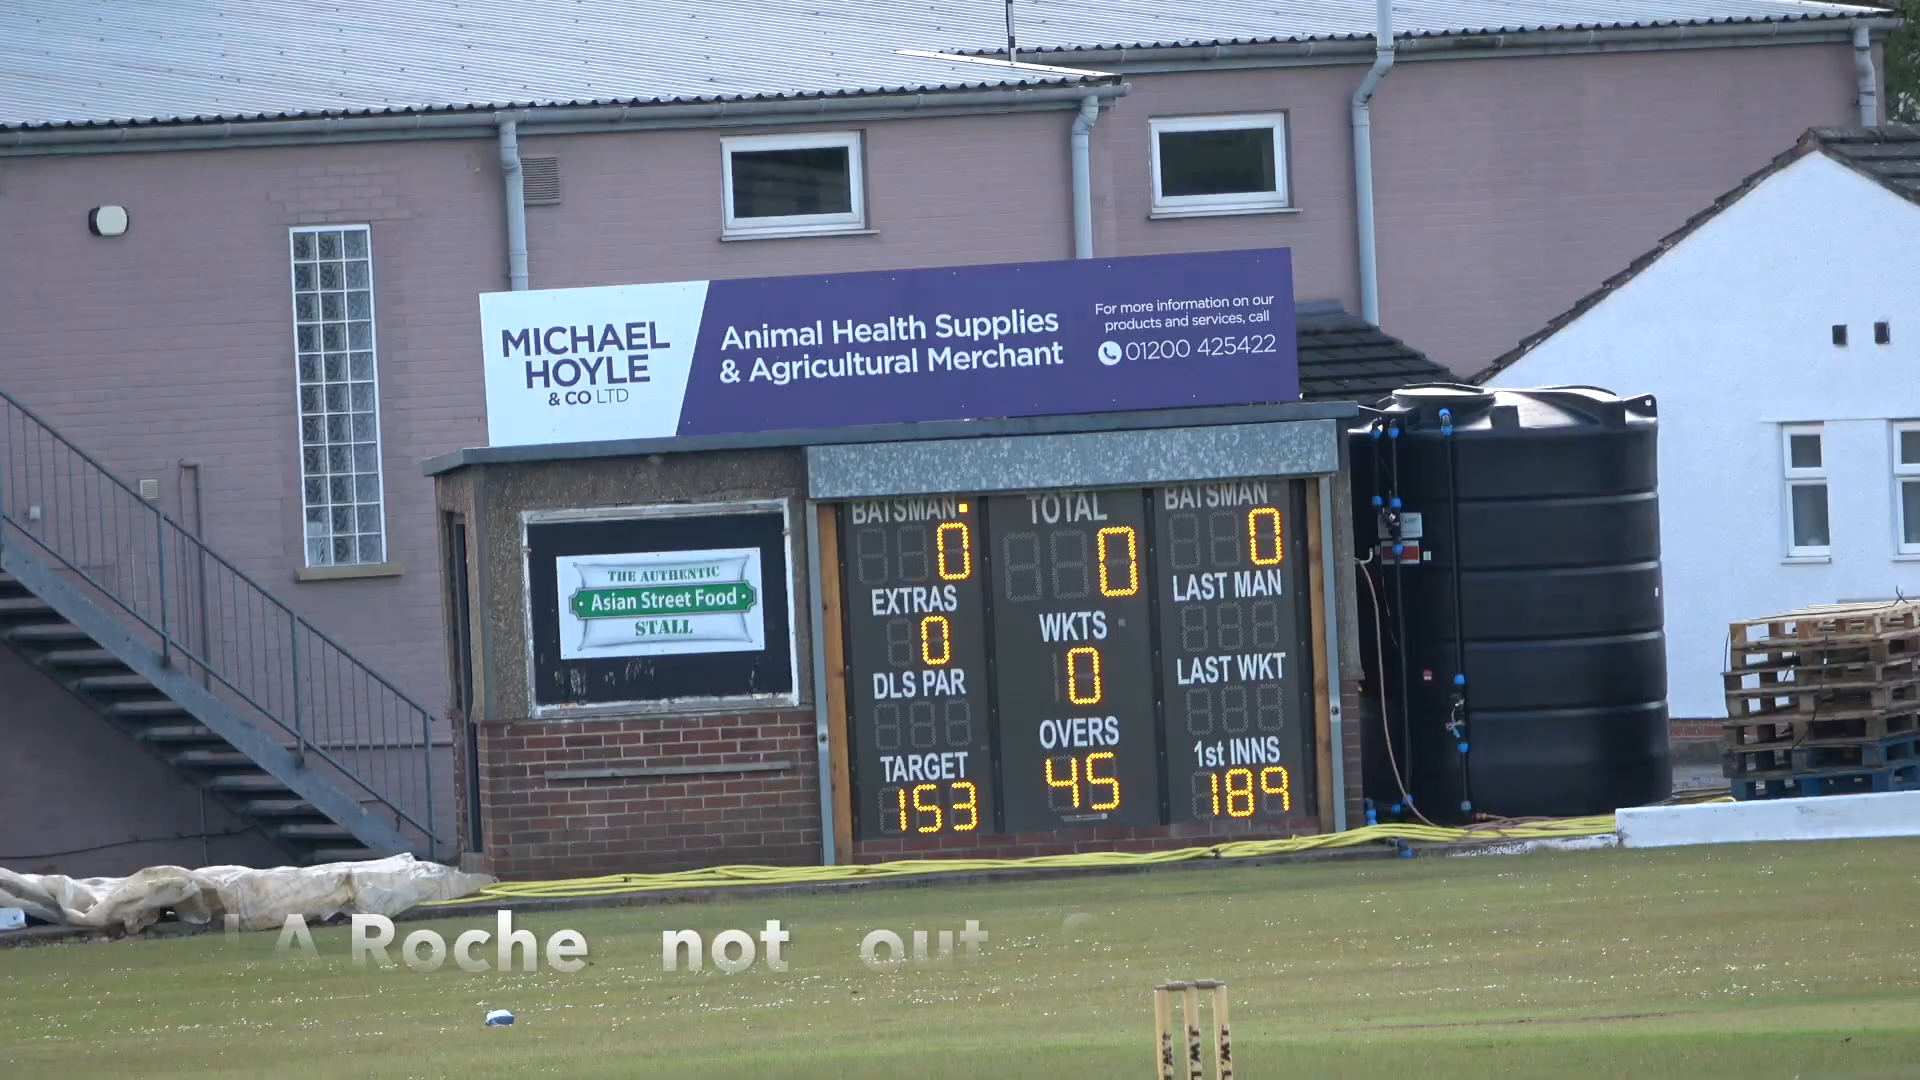 MICHAEL
HOYLE
& CO LTD
Animal Health Supplies
& Agricultural Merchant
For more information on our
products and services, call
01200 425422
THE AUTHENTIC
Asian Street Food
STALL
BATSMAN
0
EXTRAS
0
DLS PAR
TARGET
153
TOTAL
0
WKTS
0
OVERS
45
BATSMAN
0
LAST MAN
LAST WKT
1st INNS
189
LA Roche not out